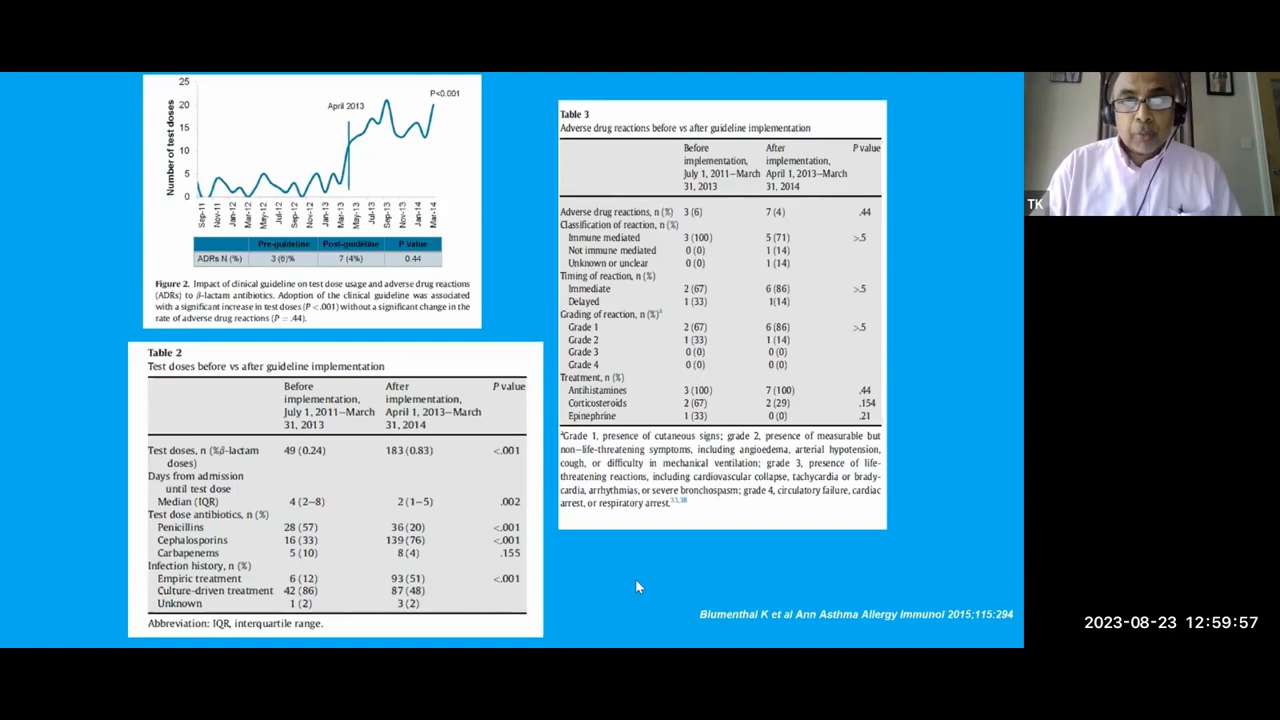 25
20
15
10
5
0
Number of test doses
April 2013
P<0.001
Sep-11
Nov-11
Jan-12
Mar-12
May-12
Jul-12
Sep-12
Nov-12
Jan-13
Mar-13
May-13
Jul-13
Sep-13
Nov-13
Jan-14
Mar-14
Pre-guideline Post-guideline P Value
ADRs N (%) 3 (6)% 7 (4%) 0.44
Figure 2. Impact of clinical guideline on test dose usage and adverse drug reactions
(ADRs) to β-lactam antibiotics. Adoption of the clinical guideline was associated
with a significant increase in test doses (P < .001) without a significant change in the
rate of adverse drug reactions (P = .44).
Table 2
Test doses before vs after guideline implementation
Before After P value
implementation, implementation,
July 1, 2011–March April 1, 2013–March
31, 2013 31, 2014
Test doses, n (%β-lactam 49 (0.24) 183 (0.83) <.001
doses)
Days from admission
until test dose
Median (IQR) 4 (2–8) 2 (1–5) .002
Test dose antibiotics, n (%)
Penicillins 28 (57) 36 (20) <.001
Cephalosporins 16 (33) 139 (76) <.001
Carbapenems 5 (10) 8 (4) .155
Infection history, n (%)
Empiric treatment 6 (12) 93 (51) <.001
Culture-driven treatment 42 (86) 87 (48)
Unknown 1 (2) 3 (2)
Abbreviation: IQR, interquartile range.
Table 3
Adverse drug reactions before vs after guideline implementation
Before After P value
implementation, implementation,
July 1, 2011–March April 1, 2013–March
31, 2013 31, 2014
Adverse drug reactions, n (%) 3 (6) 7 (4) .44
Classification of reaction, n (%)
Immune mediated 3 (100) 5 (71) >.5
Not immune mediated 0 (0) 1 (14)
Unknown or unclear 0 (0) 1 (14)
Timing of reaction, n (%)
Immediate 2 (67) 6 (86) >.5
Delayed 1 (33) 1(14)
Grading of reaction, n (%)a
Grade 1 2 (67) 6 (86) >.5
Grade 2 1 (33) 1 (14)
Grade 3 0 (0) 0 (0)
Grade 4 0 (0) 0 (0)
Treatment, n (%)
Antihistamines 3 (100) 7 (100) .44
Corticosteroids 2 (67) 2 (29) .154
Epinephrine 1 (33) 0 (0) .21
aGrade 1, presence of cutaneous signs; grade 2, presence of measurable but
non–life-threatening symptoms, including angioedema, arterial hypotension,
cough, or difficulty in mechanical ventilation; grade 3, presence of life-
threatening reactions, including cardiovascular collapse, tachycardia or brady-
cardia, arrhythmias, or severe bronchospasm; grade 4, circulatory failure, cardiac
arrest, or respiratory arrest.
Blumenthal K et al Ann Asthma Allergy Immunol 2015;115:294
TK
2023-08-23 12:59:57